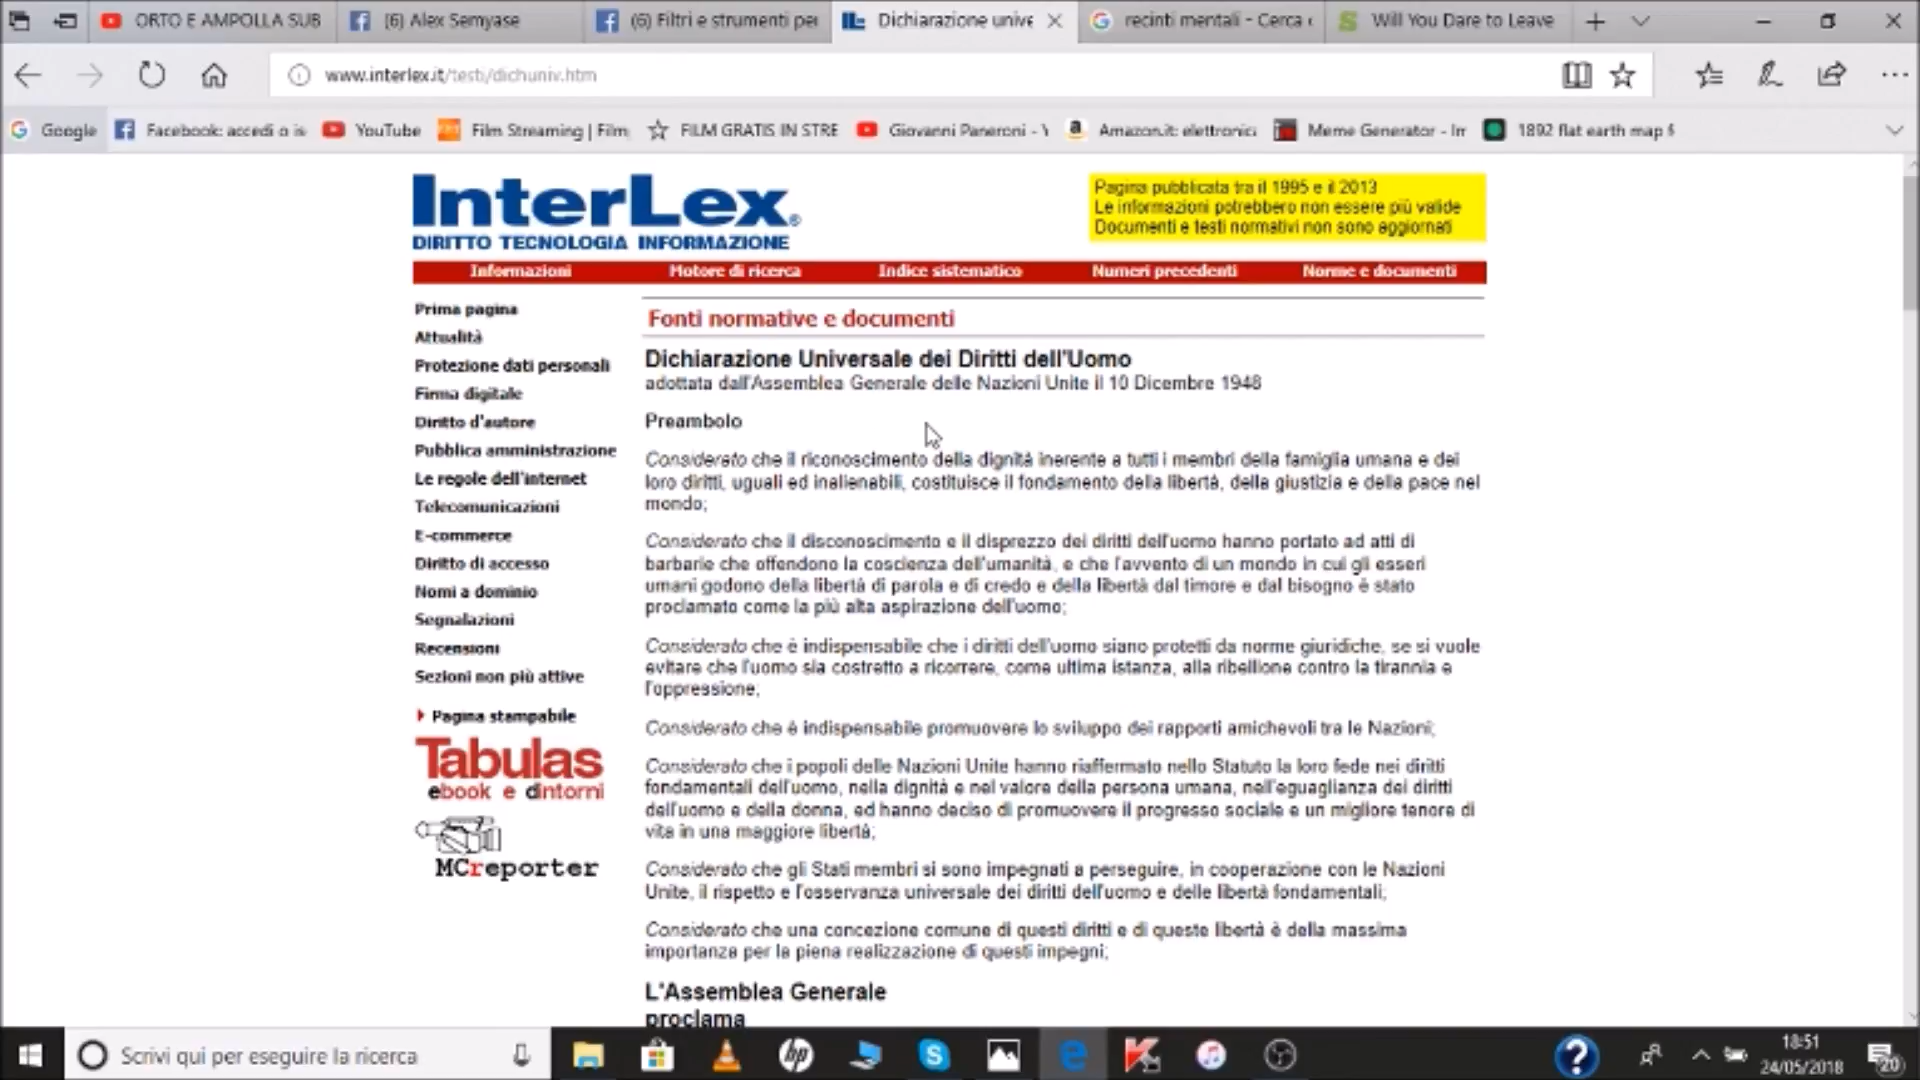 ORTO E AMPOLLA SUB
(6) Alex Semyase
(6) Filtri e strumenti per
Dichiarazione unive
recinti mentali - Cerca
Will You Dare to Leave
www.interlex.it/testi/dichuniv.htm
Google
Facebook: accedi o is
YouTube
Film Streaming | Film
FILM GRATIS IN STRE
Giovanni Paneroni - Y
Amazon.it: elettronica
Meme Generator - Im
1892 flat earth map
InterLex®
DIRITTO TECNOLOGIA INFORMAZIONE
Pagina pubblicata tra il 1995 e il 2013
Le informazioni potrebbero non essere più valide
Documenti e testi normativi non sono aggiornati
Informazioni
Motore di ricerca
Indice sistematico
Numeri precedenti
Norme e documenti
Prima pagina
Attualità
Protezione dati personali
Firma digitale
Diritto d'autore
Pubblica amministrazione
Le regole dell'internet
Telecomunicazioni
E-commerce
Diritto di accesso
Nomi a dominio
Segnalazioni
Recensioni
Sezioni non più attive
Pagina stampabile
Tabulas
ebook e dintorni
MCreporter
Fonti normative e documenti
Dichiarazione Universale dei Diritti dell'Uomo
adottata dall'Assemblea Generale delle Nazioni Unite il 10 Dicembre 1948
Preambolo
Considerato che il riconoscimento della dignità inerente a tutti i membri della famiglia umana e dei
loro diritti, uguali ed inalienabili, costituisce il fondamento della libertà, della giustizia e della pace nel
mondo;
Considerato che il disconoscimento e il disprezzo dei diritti dell'uomo hanno portato ad atti di
barbarie che offendono la coscienza dell'umanità, e che l'avvento di un mondo in cui gli esseri
umani godono della libertà di parola e di credo e della libertà dal timore e dal bisogno è stato
proclamato come la più alta aspirazione dell'uomo;
Considerato che è indispensabile che i diritti dell'uomo siano protetti da norme giuridiche, se si vuole
evitare che l'uomo sia costretto a ricorrere, come ultima istanza, alla ribellione contro la tirannia e
l'oppressione;
Considerato che è indispensabile promuovere lo sviluppo dei rapporti amichevoli tra le Nazioni;
Considerato che i popoli delle Nazioni Unite hanno riaffermato nello Statuto la loro fede nei diritti
fondamentali dell'uomo, nella dignità e nel valore della persona umana, nell'eguaglianza dei diritti
dell'uomo e della donna, ed hanno deciso di promuovere il progresso sociale e un migliore tenore di
vita in una maggiore libertà;
Considerato che gli Stati membri si sono impegnati a perseguire, in cooperazione con le Nazioni
Unite, il rispetto e l'osservanza universale dei diritti dell'uomo e delle libertà fondamentali;
Considerato che una concezione comune di questi diritti e di queste libertà è della massima
importanza per la piena realizzazione di questi impegni;
L'Assemblea Generale
proclama
Scrivi qui per eseguire la ricerca
18:51
24/05/2018
20